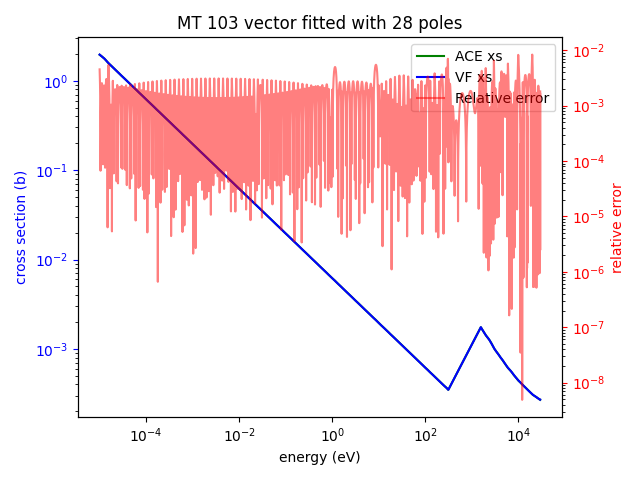 MT 103 vector fitted with 28 poles
ACE xs
VF xs
Relative error
cross section (b)
10⁰
10⁻¹
10⁻²
10⁻³
relative error
10⁻²
10⁻³
10⁻⁴
10⁻⁵
10⁻⁶
10⁻⁷
10⁻⁸
10⁻⁴ 10⁻² 10⁰ 10² 10⁴
energy (eV)